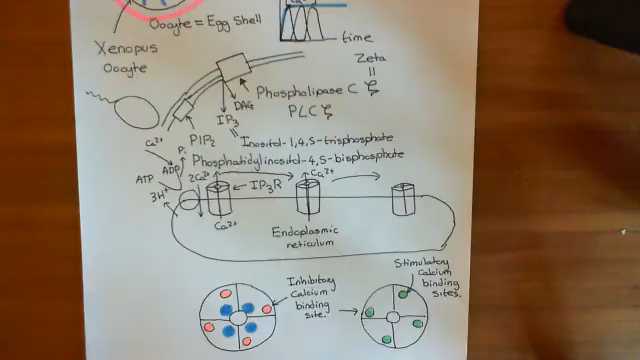 Oocyte = Egg Shell
Xenopus
Oocyte
time
Zeta
=
Phospholipase C ζ
PLC ζ
DAG
IP3
=
Inositol-1,4,5-trisphosphate
PIP2
Phosphatidylinositol-4,5-bisphosphate
Ca2+
Pi
ADP
ATP
3H+
2Ca2+
IP3R
Ca2+
Ca2+
Endoplasmic
reticulum
Inhibitory
Calcium
binding
site.
Stimulatory
Calcium
binding
sites.